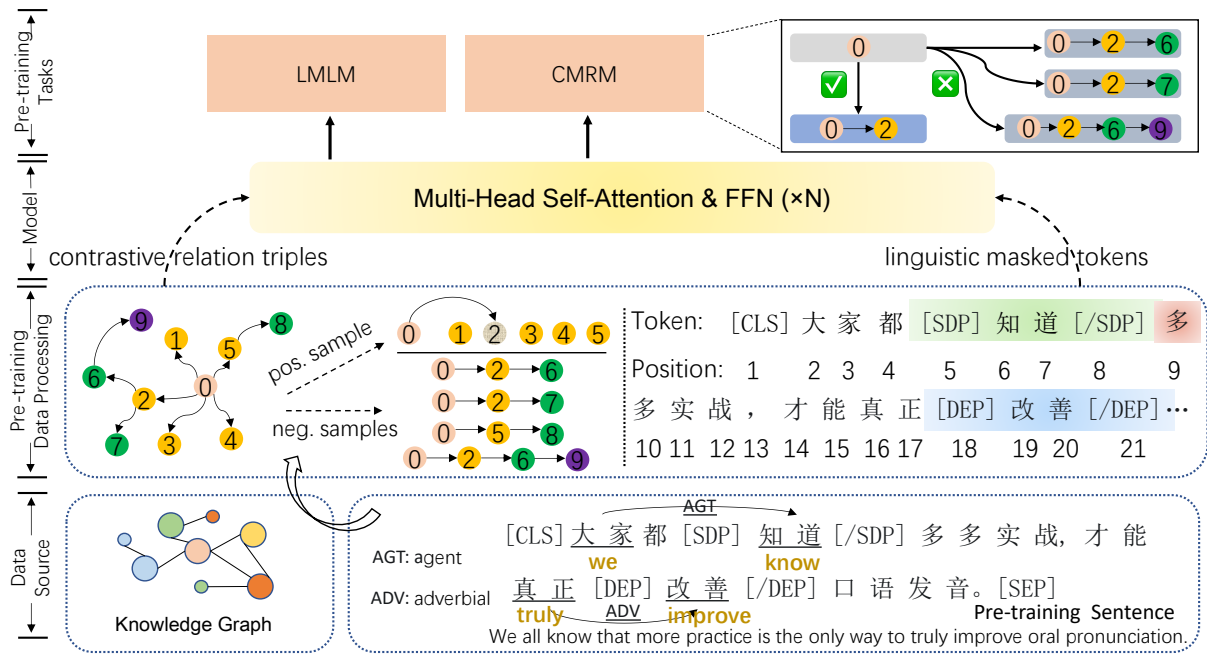 Pre-training Tasks
LMLM
CMRM
0
0 2
0 2 6
0 2 7
0 2 6 9
Model
Multi-Head Self-Attention & FFN (×N)
contrastive relation triples
linguistic masked tokens
Pre-training Data Processing
9
1
8
5
6
2
0
7
3
4
pos. sample
neg. samples
0 1 2 3 4 5
0 2 6
0 2 7
0 5 8
0 2 6 9
Token: [CLS] 大 家 都 [SDP] 知 道 [/SDP] 多
Position: 1 2 3 4 5 6 7 8 9
多 实 战 , 才 能 真 正 [DEP] 改 善 [/DEP] ···
10 11 12 13 14 15 16 17 18 19 20 21
Data Source
Knowledge Graph
AGT
[CLS] 大 家 都 [SDP] 知 道 [/SDP] 多 多 实 战, 才 能
AGT: agent
we know
真 正 [DEP] 改 善 [/DEP] 口 语 发 音。[SEP]
ADV: adverbial
truly ADV improve
Pre-training Sentence
We all know that more practice is the only way to truly improve oral pronunciation.